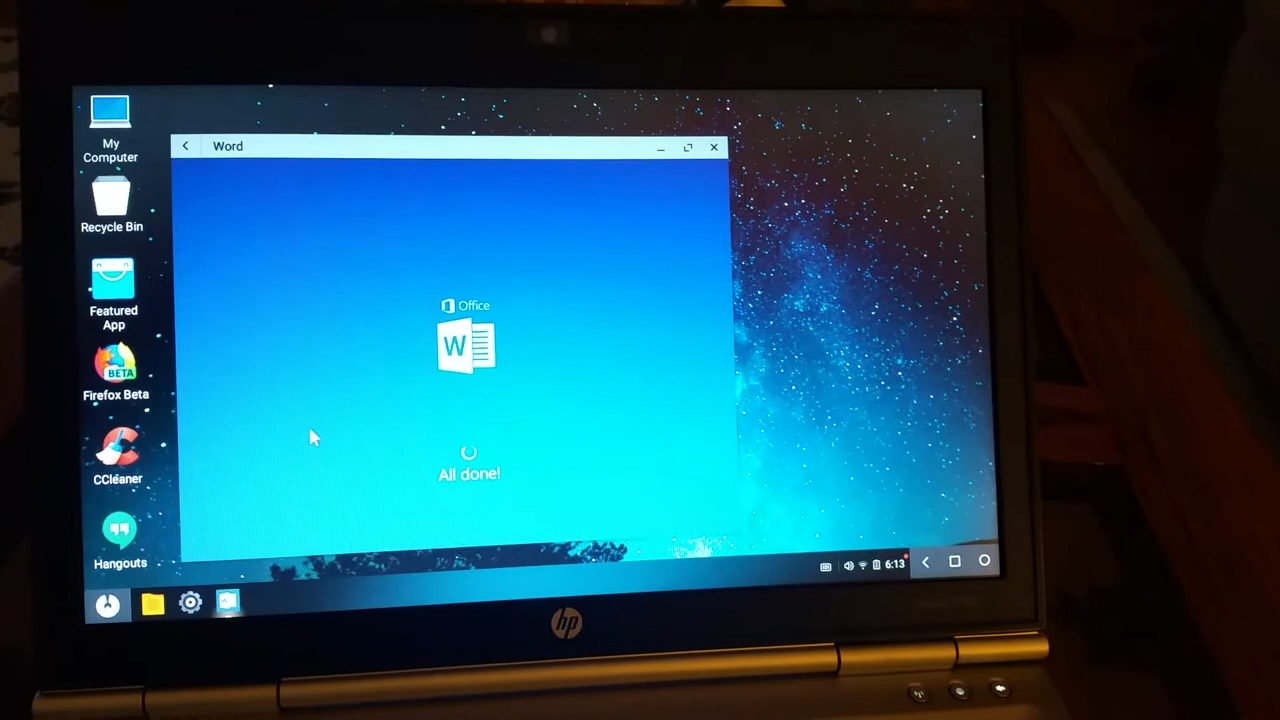 My
Computer
Recycle Bin
Featured
App
Firefox Beta
BETA
CCleaner
Hangouts
Word
Office
W
All done!
6:13
hp